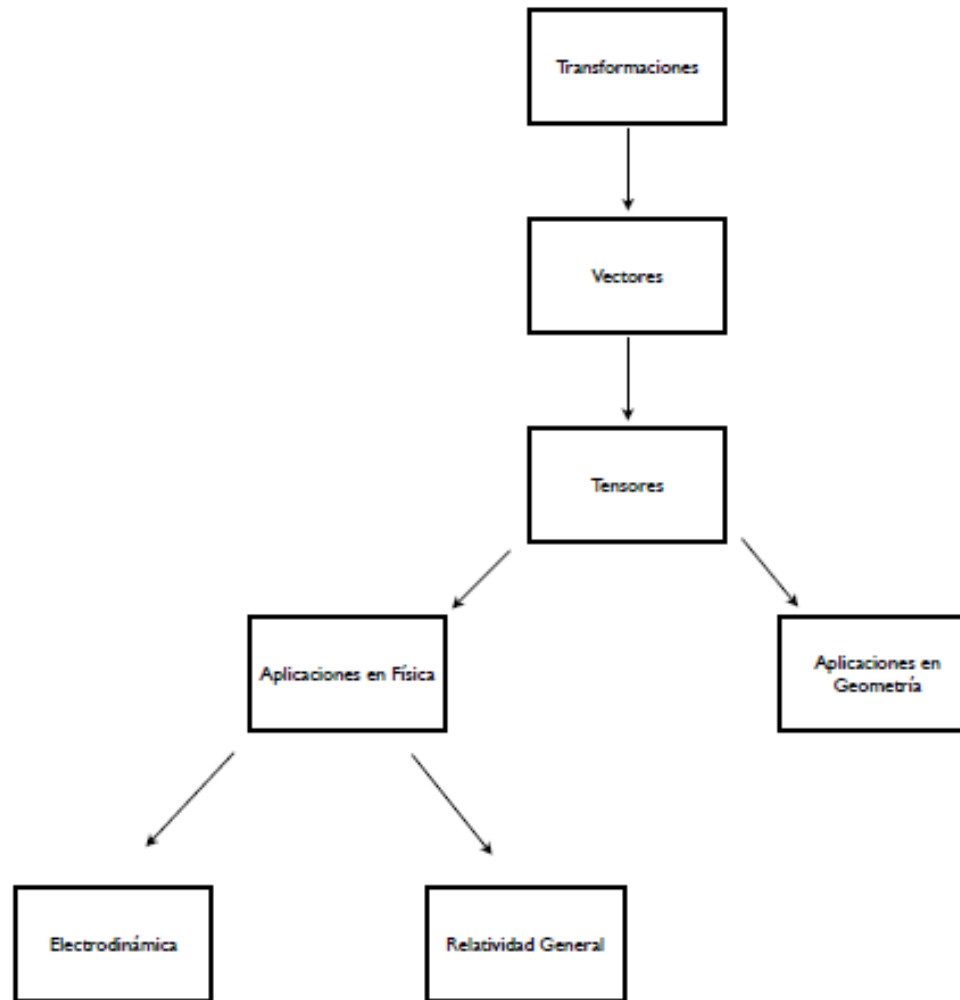 Transformaciones
Vectores
Tensores
Aplicaciones en Física
Aplicaciones en
Geometría
Electrodinámica
Relatividad General